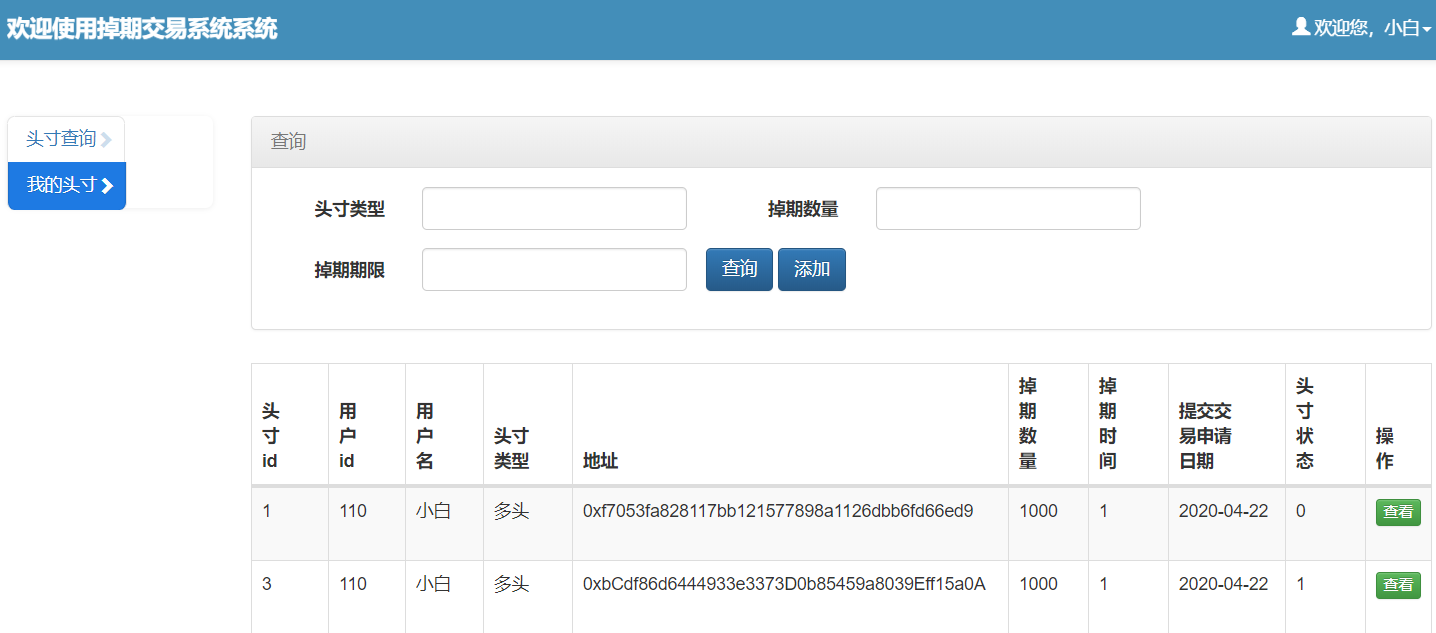 欢迎使用掉期交易系统系统
欢迎您，小白
头寸查询
我的头寸
查询
头寸类型
掉期数量
掉期期限
查询 添加
头寸id 用户id 用户名 头寸类型 地址 掉期数量 掉期时间 提交交易申请日期 头寸状态 操作
1 110 小白 多头 0xf7053fa828117bb121577898a1126dbb6fd66ed9 1000 1 2020-04-22 0 查看
3 110 小白 多头 0xbCdf86d6444933e3373D0b85459a8039Eff15a0A 1000 1 2020-04-22 1 查看